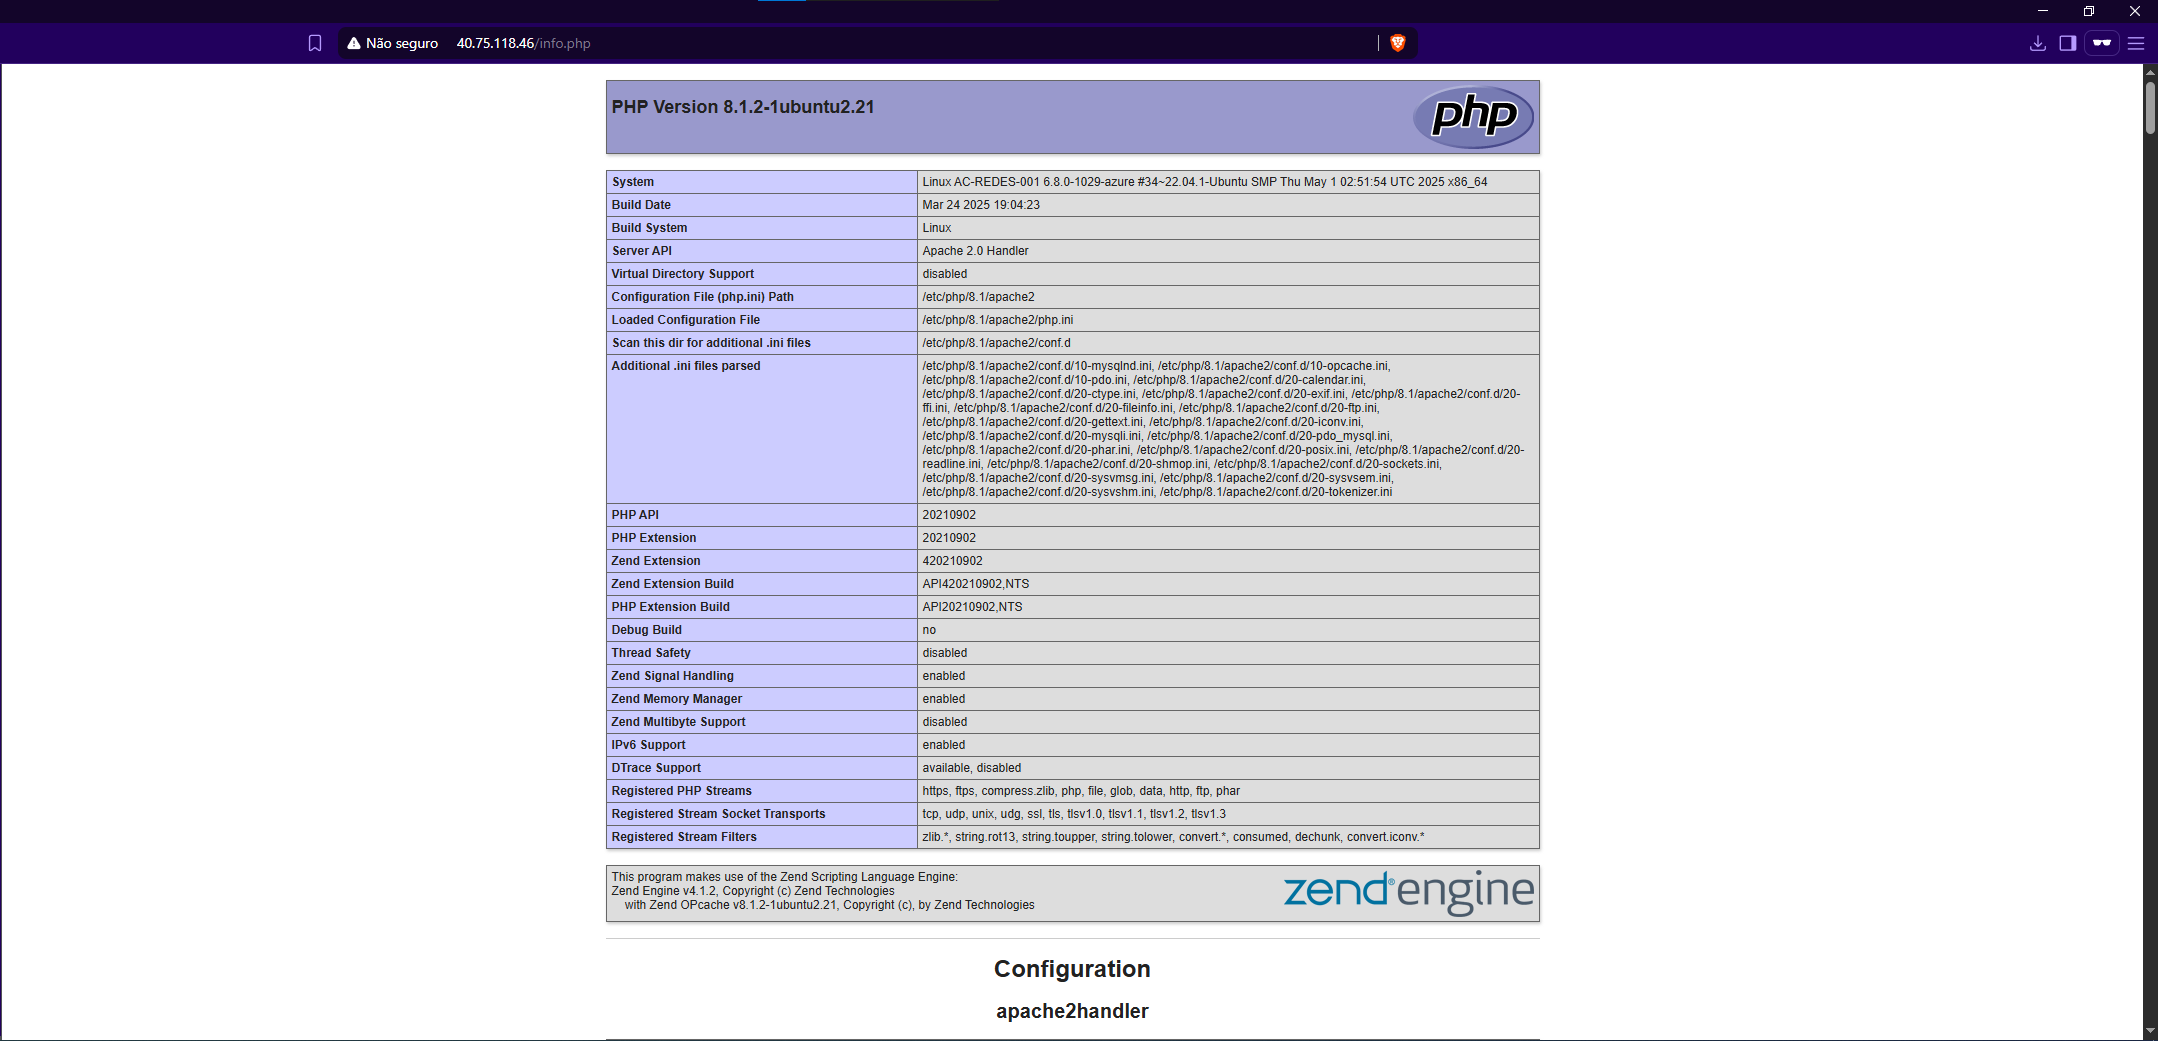 Não seguro 40.75.118.46/info.php
PHP Version 8.1.2-1ubuntu2.21
php
System Linux AC-REDES-001 6.8.0-1029-azure #34~22.04.1-Ubuntu SMP Thu May 1 02:51:54 UTC 2025 x86_64
Build Date Mar 24 2025 19:04:23
Build System Linux
Server API Apache 2.0 Handler
Virtual Directory Support disabled
Configuration File (php.ini) Path /etc/php/8.1/apache2
Loaded Configuration File /etc/php/8.1/apache2/php.ini
Scan this dir for additional .ini files /etc/php/8.1/apache2/conf.d
Additional .ini files parsed /etc/php/8.1/apache2/conf.d/10-mysqlnd.ini, /etc/php/8.1/apache2/conf.d/10-opcache.ini,
/etc/php/8.1/apache2/conf.d/10-pdo.ini, /etc/php/8.1/apache2/conf.d/20-calendar.ini,
/etc/php/8.1/apache2/conf.d/20-ctype.ini, /etc/php/8.1/apache2/conf.d/20-exif.ini, /etc/php/8.1/apache2/conf.d/20-
ffi.ini, /etc/php/8.1/apache2/conf.d/20-fileinfo.ini, /etc/php/8.1/apache2/conf.d/20-ftp.ini,
/etc/php/8.1/apache2/conf.d/20-gettext.ini, /etc/php/8.1/apache2/conf.d/20-iconv.ini,
/etc/php/8.1/apache2/conf.d/20-mysqli.ini, /etc/php/8.1/apache2/conf.d/20-pdo_mysql.ini,
/etc/php/8.1/apache2/conf.d/20-phar.ini, /etc/php/8.1/apache2/conf.d/20-posix.ini, /etc/php/8.1/apache2/conf.d/20-
readline.ini, /etc/php/8.1/apache2/conf.d/20-shmop.ini, /etc/php/8.1/apache2/conf.d/20-sockets.ini,
/etc/php/8.1/apache2/conf.d/20-sysvmsg.ini, /etc/php/8.1/apache2/conf.d/20-sysvsem.ini,
/etc/php/8.1/apache2/conf.d/20-sysvshm.ini, /etc/php/8.1/apache2/conf.d/20-tokenizer.ini
PHP API 20210902
PHP Extension 20210902
Zend Extension 420210902
Zend Extension Build API420210902,NTS
PHP Extension Build API20210902,NTS
Debug Build no
Thread Safety disabled
Zend Signal Handling enabled
Zend Memory Manager enabled
Zend Multibyte Support disabled
IPv6 Support enabled
DTrace Support available, disabled
Registered PHP Streams https, ftps, compress.zlib, php, file, glob, data, http, ftp, phar
Registered Stream Socket Transports tcp, udp, unix, udg, ssl, tls, tlsv1.0, tlsv1.1, tlsv1.2, tlsv1.3
Registered Stream Filters zlib.*, string.rot13, string.toupper, string.tolower, convert.*, consumed, dechunk, convert.iconv.*
This program makes use of the Zend Scripting Language Engine:
Zend Engine v4.1.2, Copyright (c) Zend Technologies
with Zend OPcache v8.1.2-1ubuntu2.21, Copyright (c), by Zend Technologies
zend® engine
Configuration
apache2handler